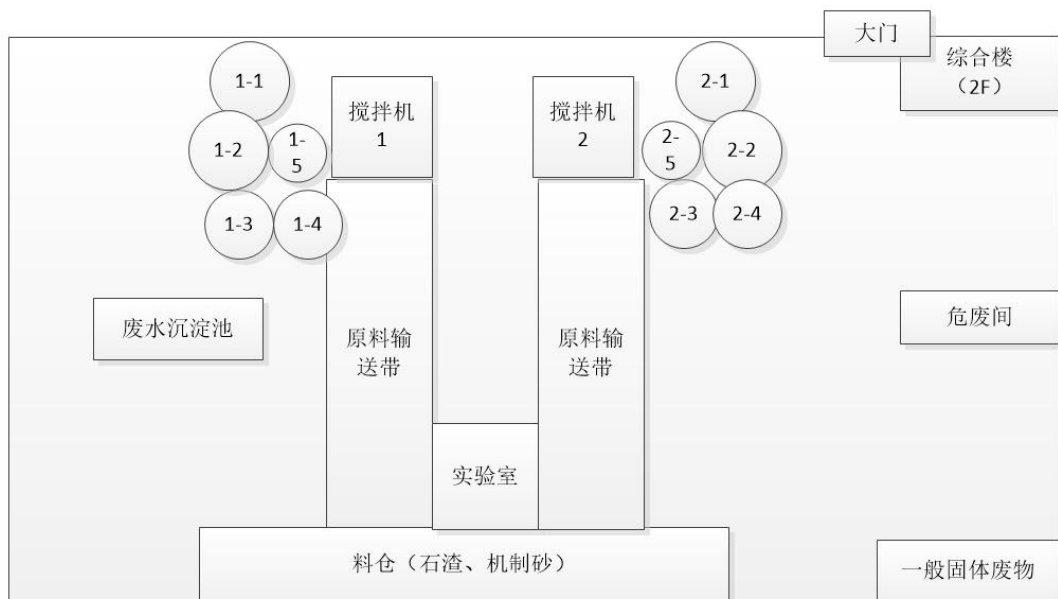 大门
综合楼
（2F）
1-1
搅拌机
1
搅拌机
2
2-1
1-2
1-
5
2-
5
2-2
1-3
1-4
2-3
2-4
废水沉淀池
原料输
送带
原料输
送带
危废间
实验室
料仓（石渣、机制砂）
一般固体废物